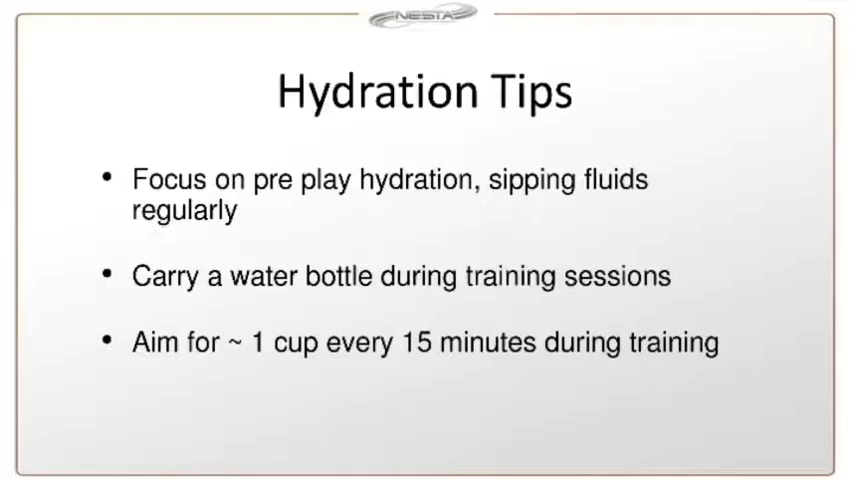 NESTA
Hydration Tips
• Focus on pre play hydration, sipping fluids
regularly
• Carry a water bottle during training sessions
• Aim for ~ 1 cup every 15 minutes during training